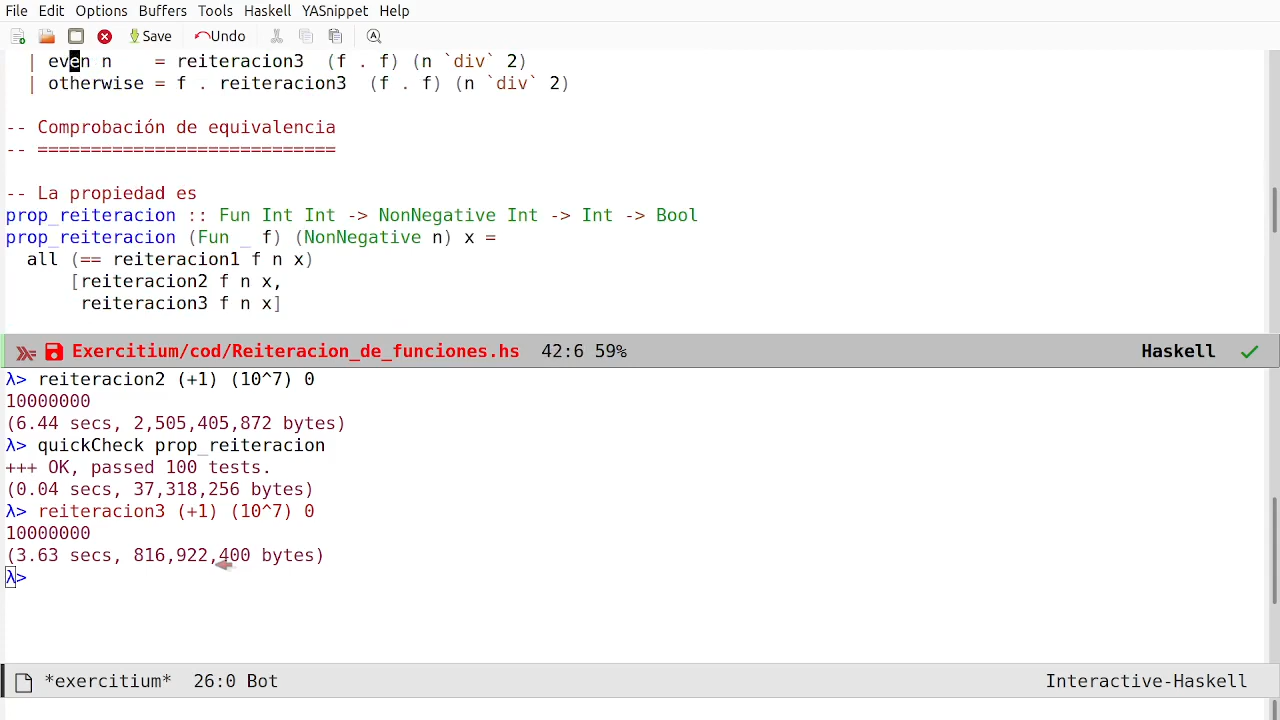 File Edit Options Buffers Tools Haskell YASnippet Help
Save Undo
| even n    = reiteracion3  (f . f) (n `div` 2)
| otherwise = f . reiteracion3  (f . f) (n `div` 2)
-- Comprobación de equivalencia
-- ============================
-- La propiedad es
prop_reiteracion :: Fun Int Int -> NonNegative Int -> Int -> Bool
prop_reiteracion (Fun _ f) (NonNegative n) x =
  all (== reiteracion1 f n x)
      [reiteracion2 f n x,
       reiteracion3 f n x]
Exercitium/cod/Reiteracion_de_funciones.hs  42:6 59%  Haskell
λ> reiteracion2 (+1) (10^7) 0
10000000
(6.44 secs, 2,505,405,872 bytes)
λ> quickCheck prop_reiteracion
+++ OK, passed 100 tests.
(0.04 secs, 37,318,256 bytes)
λ> reiteracion3 (+1) (10^7) 0
10000000
(3.63 secs, 816,922,400 bytes)
λ>
*exercitium*  26:0 Bot  Interactive-Haskell